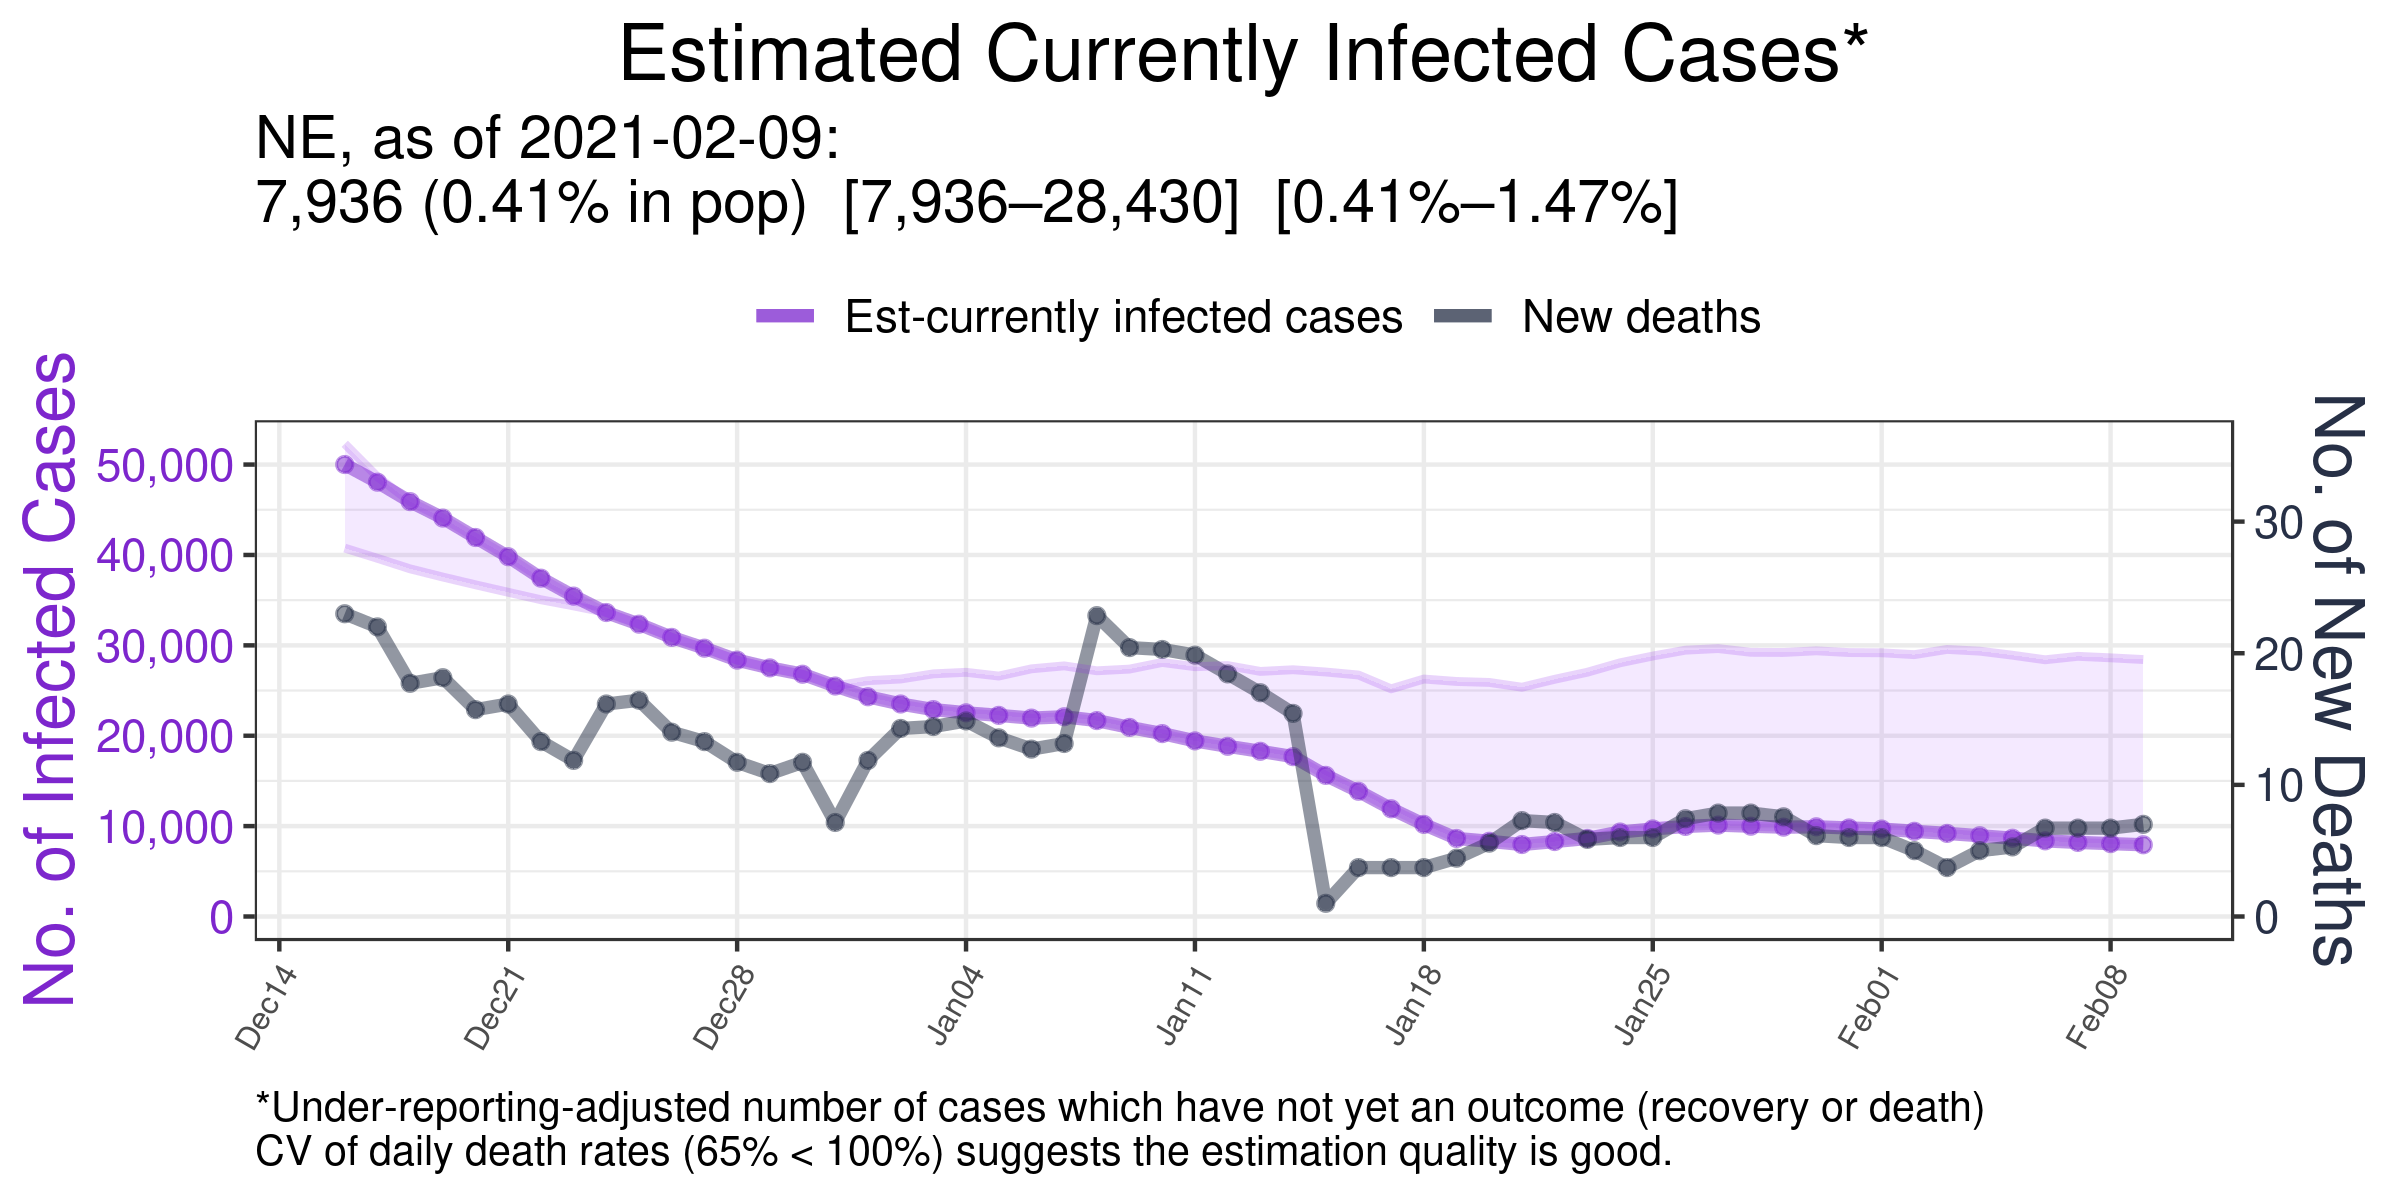 Estimated Currently Infected Cases*
NE, as of 2021-02-09:
7,936 (0.41% in pop)  [7,936–28,430]  [0.41%–1.47%]
Est-currently infected cases
New deaths
No. of Infected Cases
50,000
40,000
30,000
20,000
10,000
0
No. of New Deaths
30
20
10
0
Dec14
Dec21
Dec28
Jan04
Jan11
Jan18
Jan25
Feb01
Feb08
*Under-reporting-adjusted number of cases which have not yet an outcome (recovery or death)
CV of daily death rates (65% < 100%) suggests the estimation quality is good.